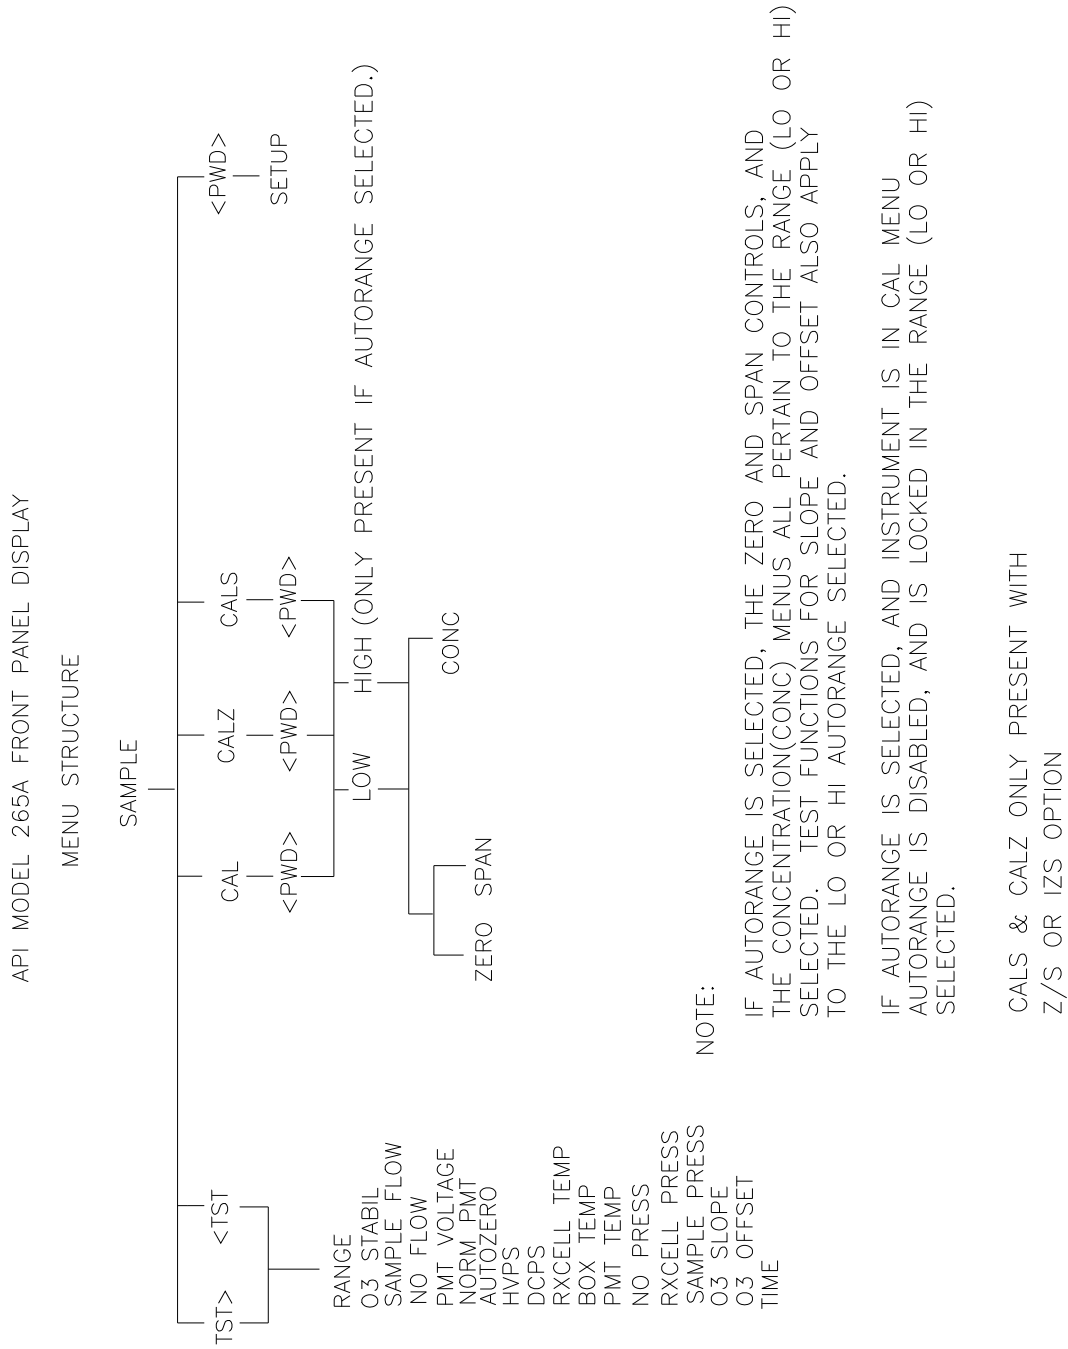 API MODEL 265A FRONT PANEL DISPLAY
MENU STRUCTURE
SAMPLE
TST> <TST CAL CALZ CALS <PWD>
<PWD> <PWD> <PWD> SETUP
LOW HIGH (ONLY PRESENT IF AUTORANGE SELECTED.)
ZERO SPAN CONC
RANGE
O3 STABIL
SAMPLE FLOW
NO FLOW
PMT VOLTAGE
NORM PMT
AUTOZERO
HVPS
DCPS
RXCELL TEMP
BOX TEMP
PMT TEMP
NO PRESS
RXCELL PRESS
SAMPLE PRESS
O3 SLOPE
O3 OFFSET
TIME
NOTE:
IF AUTORANGE IS SELECTED, THE ZERO AND SPAN CONTROLS, AND
THE CONCENTRATION(CONC) MENUS ALL PERTAIN TO THE RANGE (LO OR HI)
SELECTED. TEST FUNCTIONS FOR SLOPE AND OFFSET ALSO APPLY
TO THE LO OR HI AUTORANGE SELECTED.
IF AUTORANGE IS SELECTED, AND INSTRUMENT IS IN CAL MENU
AUTORANGE IS DISABLED, AND IS LOCKED IN THE RANGE (LO OR HI)
SELECTED.
CALS & CALZ ONLY PRESENT WITH
Z/S OR IZS OPTION